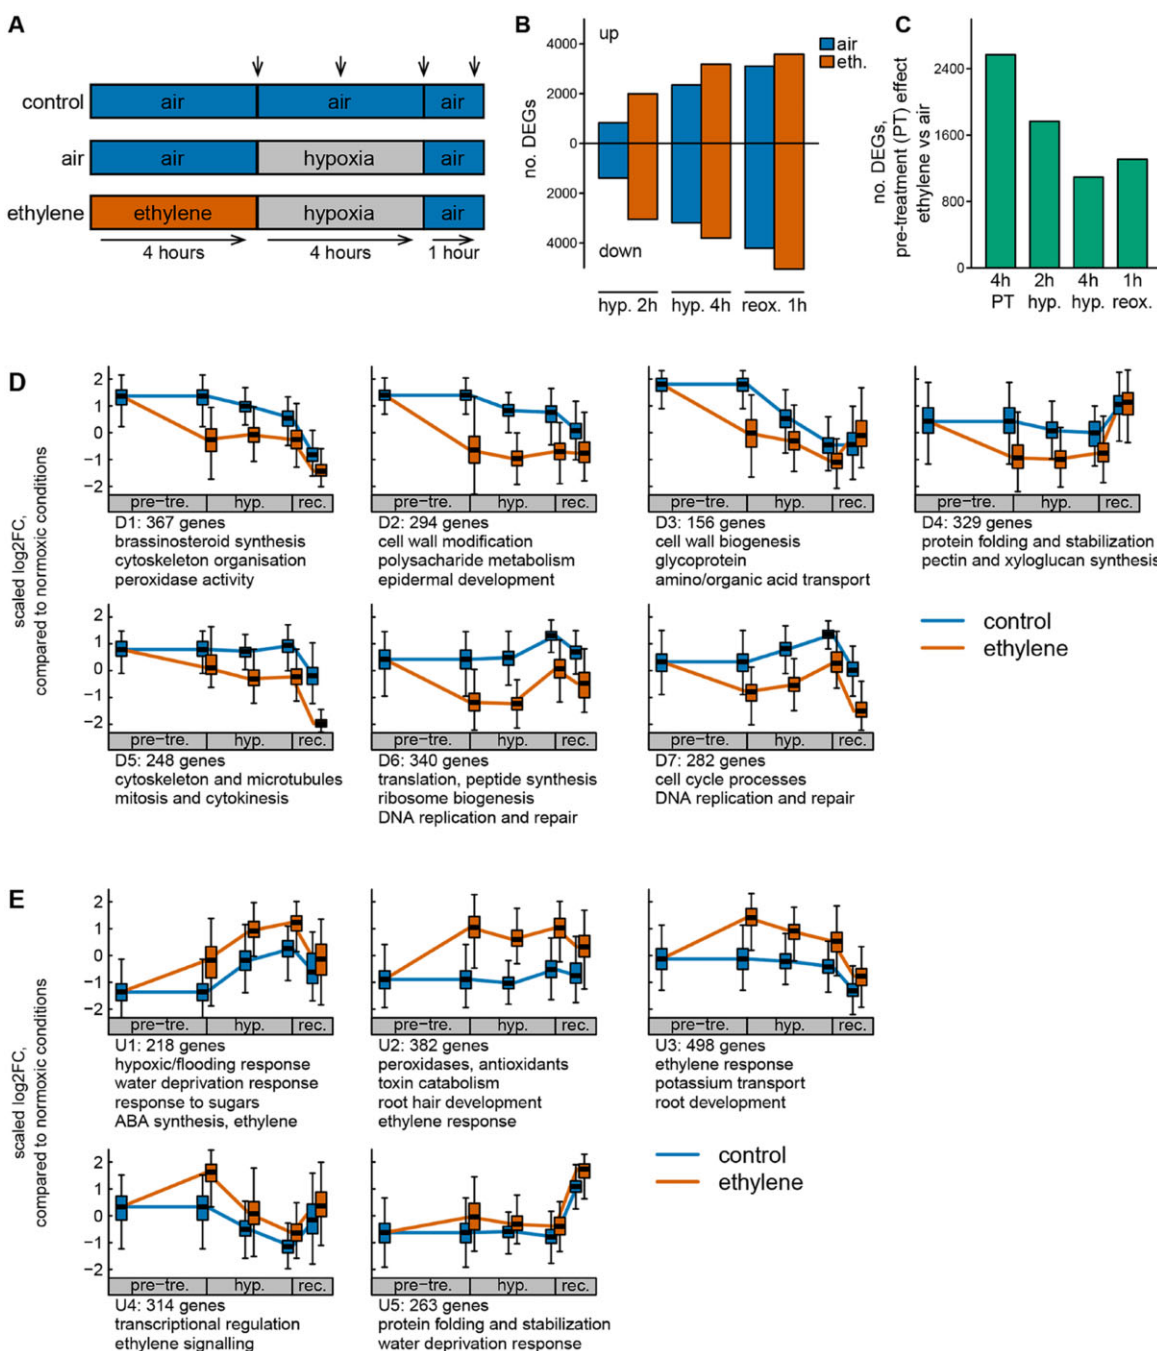 A
control
air
air
air
air
air
hypoxia
air
ethylene
ethylene
hypoxia
air
4 hours
4 hours
1 hour
B
up
air
eth.
4000
2000
0
2000
4000
no. DEGs
down
hyp. 2h
hyp. 4h
reox. 1h
C
no. DEGs,
pre-treatment (PT) effect
ethylene vs air
2400
1600
800
0
4h
PT
2h
hyp.
4h
hyp.
1h
reox.
D
scaled log2FC,
compared to normoxic conditions
2
1
0
−1
−2
pre−tre. hyp. rec.
pre−tre. hyp. rec.
pre−tre. hyp. rec.
pre−tre. hyp. rec.
D1: 367 genes
brassinosteroid synthesis
cytoskeleton organisation
peroxidase activity
D2: 294 genes
cell wall modification
polysacharide metabolism
epidermal development
D3: 156 genes
cell wall biogenesis
glycoprotein
amino/organic acid transport
D4: 329 genes
protein folding and stabilization
pectin and xyloglucan synthesis
2
1
0
−1
−2
pre−tre. hyp. rec.
pre−tre. hyp. rec.
pre−tre. hyp. rec.
control
ethylene
D5: 248 genes
cytoskeleton and microtubules
mitosis and cytokinesis
D6: 340 genes
translation, peptide synthesis
ribosome biogenesis
DNA replication and repair
D7: 282 genes
cell cycle processes
DNA replication and repair
E
scaled log2FC,
compared to normoxic conditions
2
1
0
−1
−2
pre−tre. hyp. rec.
pre−tre. hyp. rec.
pre−tre. hyp. rec.
U1: 218 genes
hypoxic/flooding response
water deprivation response
response to sugars
ABA synthesis, ethylene
U2: 382 genes
peroxidases, antioxidants
toxin catabolism
root hair development
ethylene response
U3: 498 genes
ethylene response
potassium transport
root development
2
1
0
−1
−2
pre−tre. hyp. rec.
pre−tre. hyp. rec.
control
ethylene
U4: 314 genes
transcriptional regulation
ethylene signalling
U5: 263 genes
protein folding and stabilization
water deprivation response